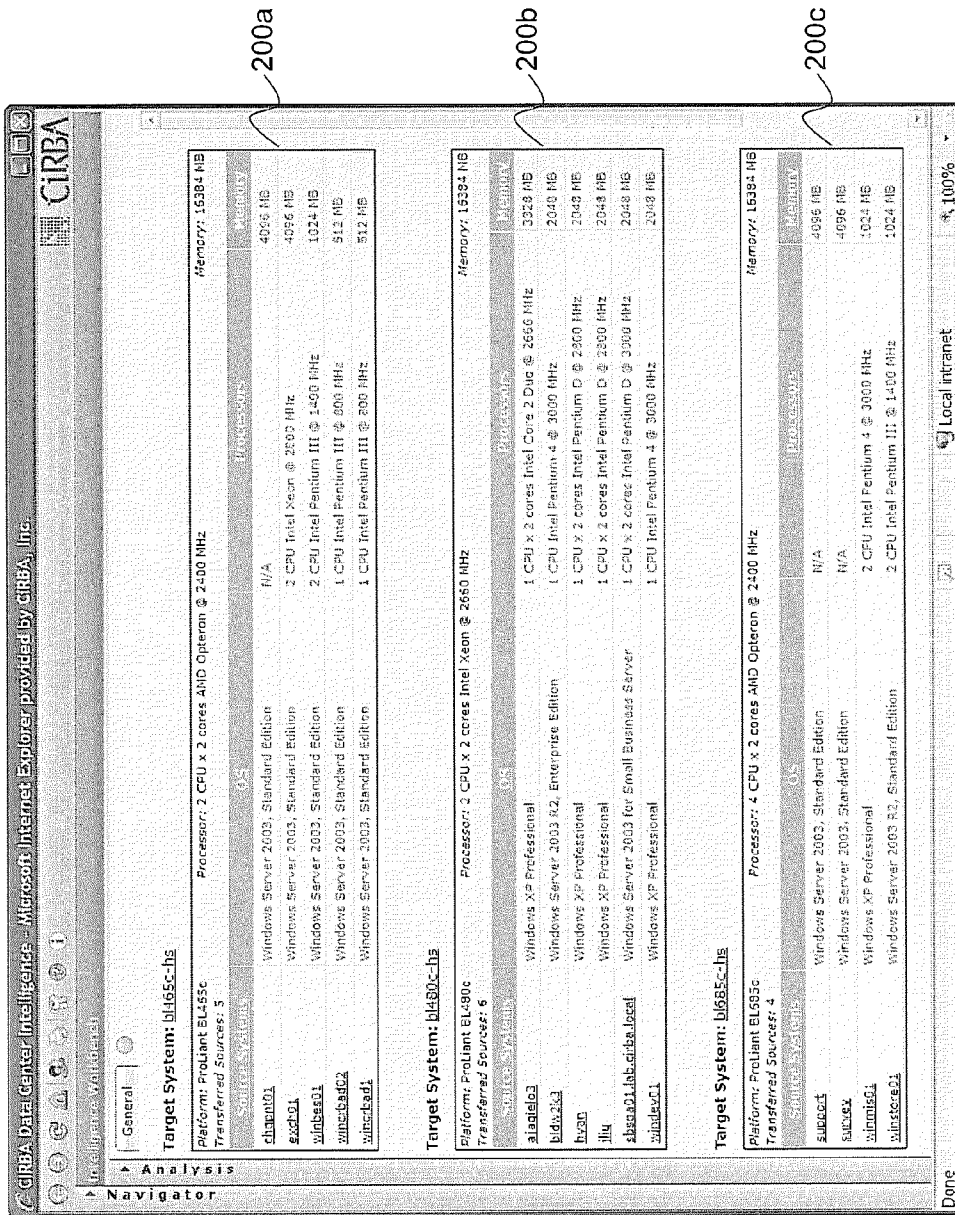 CiRBA Data Center Intelligence - Microsoft Internet Explorer provided by CiRBA, Inc.
CiRBA
Intelligence Workbench
Navigator
Analysis
General
Target System: bl465c-hs
Platform: ProLiant BL465c Processor: 2 CPU x 2 cores AMD Opteron @ 2400 MHz Memory: 16384 MB
Transferred Sources: 5
Source Systems OS Processors Memory
Windows Server 2003, Standard Edition N/A 4096 MB
exch01 Windows Server 2003, Standard Edition 2 CPU Intel Xeon @ 2800 MHz 4096 MB
winbes01 Windows Server 2003, Standard Edition 2 CPU Intel Pentium III @ 1400 MHz 1024 MB
wincrbad02 Windows Server 2003, Standard Edition 1 CPU Intel Pentium III @ 800 MHz 512 MB
wincrbad1 Windows Server 2003, Standard Edition 1 CPU Intel Pentium III @ 800 MHz 512 MB
200a
Target System: bl480c-hs
Platform: ProLiant BL480c Processor: 2 CPU x 2 cores Intel Xeon @ 2660 MHz Memory: 16384 MB
Transferred Sources: 6
Source Systems OS Processors Memory
Windows XP Professional 1 CPU x 2 cores Intel Core 2 Duo @ 2666 MHz 3328 MB
bldw2k3 Windows Server 2003 R2, Enterprise Edition 1 CPU Intel Pentium 4 @ 3000 MHz 2048 MB
hyan Windows XP Professional 1 CPU x 2 cores Intel Pentium D @ 2800 MHz 2048 MB
jliu Windows XP Professional 1 CPU x 2 cores Intel Pentium D @ 2800 MHz 2048 MB
sbsa01.lab.cirba.local Windows Server 2003 for Small Business Server 1 CPU x 2 cores Intel Pentium D @ 3000 MHz 2048 MB
windev01 Windows XP Professional 1 CPU Intel Pentium 4 @ 3000 MHz 2048 MB
200b
Target System: bl685c-hs
Platform: ProLiant BL685c Processor: 4 CPU x 2 cores AMD Opteron @ 2400 MHz Memory: 16384 MB
Transferred Sources: 4
Source Systems OS Processors Memory
support Windows Server 2003, Standard Edition N/A 4096 MB
survey Windows Server 2003, Standard Edition N/A 4096 MB
winmis01 Windows XP Professional 2 CPU Intel Pentium 4 @ 3000 MHz 1024 MB
winstore01 Windows Server 2003 R2, Standard Edition 2 CPU Intel Pentium III @ 1400 MHz 1024 MB
200c
Done Local intranet 100%